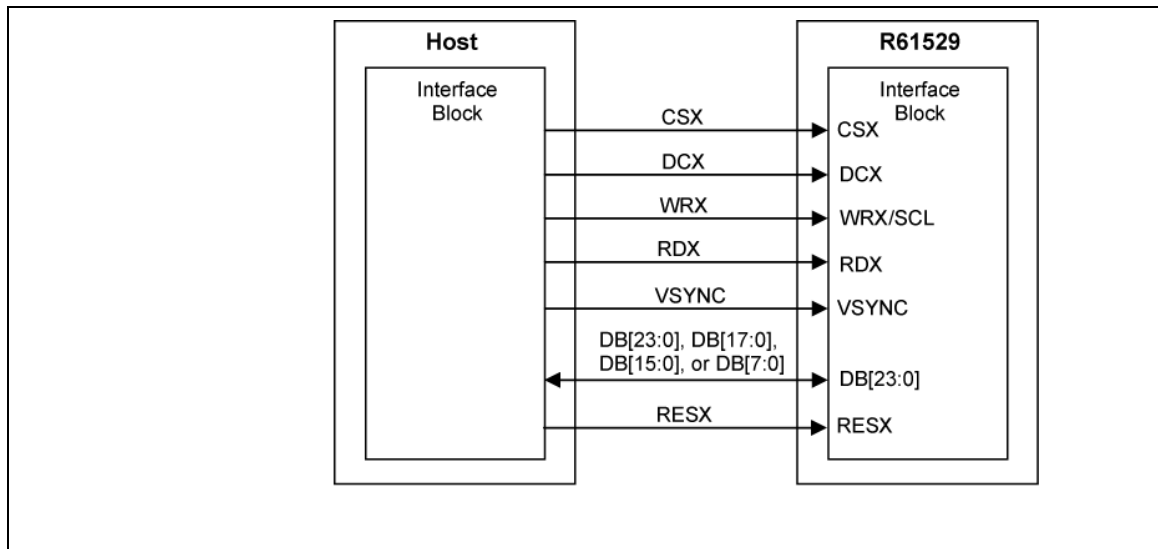 Host
R61529
Interface
Block
Interface
Block
CSX
CSX
DCX
DCX
WRX
WRX/SCL
RDX
RDX
VSYNC
VSYNC
DB[23:0], DB[17:0],
DB[15:0], or DB[7:0]
DB[23:0]
RESX
RESX